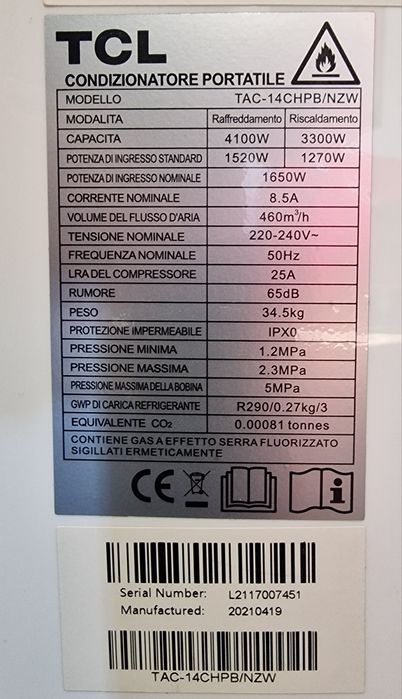 TCL
CONDIZIONATORE PORTATILE
MODELLO TAC-14CHPB/NZW
MODALITA Raffreddamento Riscaldamento
CAPACITA 4100W 3300W
POTENZA DI INGRESSO STANDARD 1520W 1270W
POTENZA DI INGRESSO NOMINALE 1650W
CORRENTE NOMINALE 8.5A
VOLUME DEL FLUSSO D'ARIA 460m³/h
TENSIONE NOMINALE 220-240V~
FREQUENZA NOMINALE 50Hz
LRA DEL COMPRESSORE 25A
RUMORE 65dB
PESO 34.5kg
PROTEZIONE IMPERMEABILE IPX0
PRESSIONE MINIMA 1.2MPa
PRESSIONE MASSIMA 2.3MPa
PRESSIONE MASSIMA DELLA BOBINA 5MPa
GWP DI CARICA REFRIGERANTE R290/0.27kg/3
EQUIVALENTE CO₂ 0.00081 tonnes
CONTIENE GAS A EFFETTO SERRA FLUORIZZATO
SIGILLATI ERMETICAMENTE
CE
Serial Number: L2117007451
Manufactured: 20210419
TAC-14CHPB/NZW